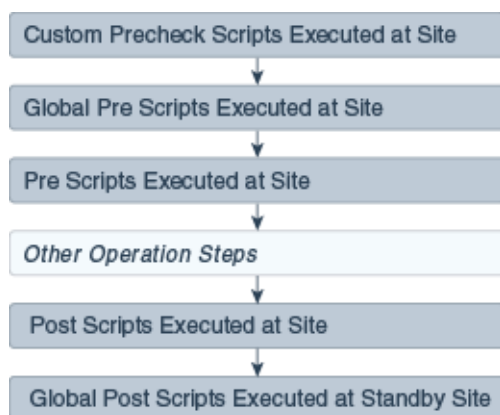 Custom Precheck Scripts Executed at Site
Global Pre Scripts Executed at Site
Pre Scripts Executed at Site
Other Operation Steps
Post Scripts Executed at Site
Global Post Scripts Executed at Standby Site